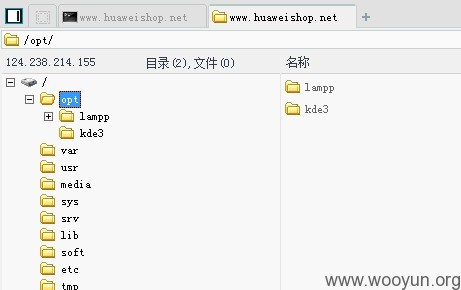 www.huaweishop.net www.huaweishop.net
/opt/
124.238.214.155 目录(2),文件(0) 名称
/
opt lampp
lampp kde3
kde3
var
usr
media
sys
srv
lib
soft
etc
tmp
www.wooyun.org